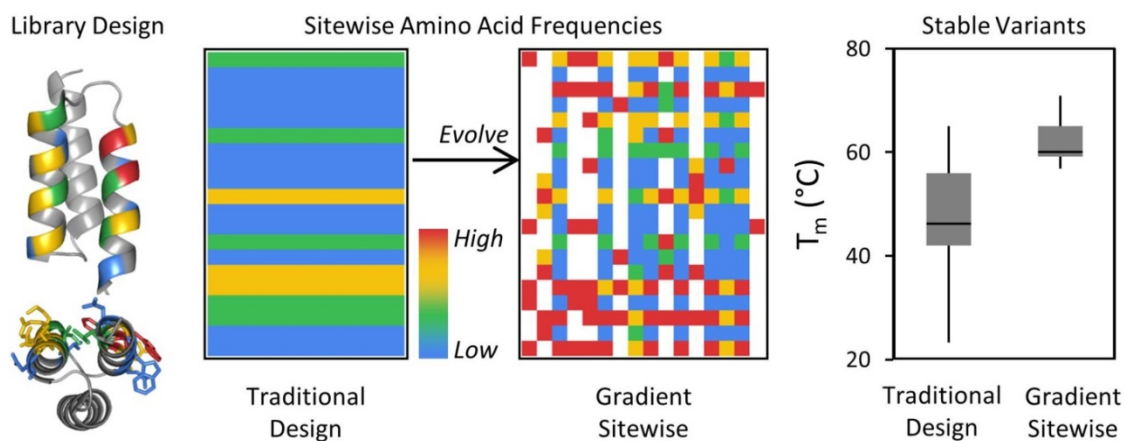 Library Design
Sitewise Amino Acid Frequencies
Stable Variants
Evolve
High
Low
Traditional
Design
Gradient
Sitewise
Tm (°C)
80
60
40
20
Traditional
Design
Gradient
Sitewise